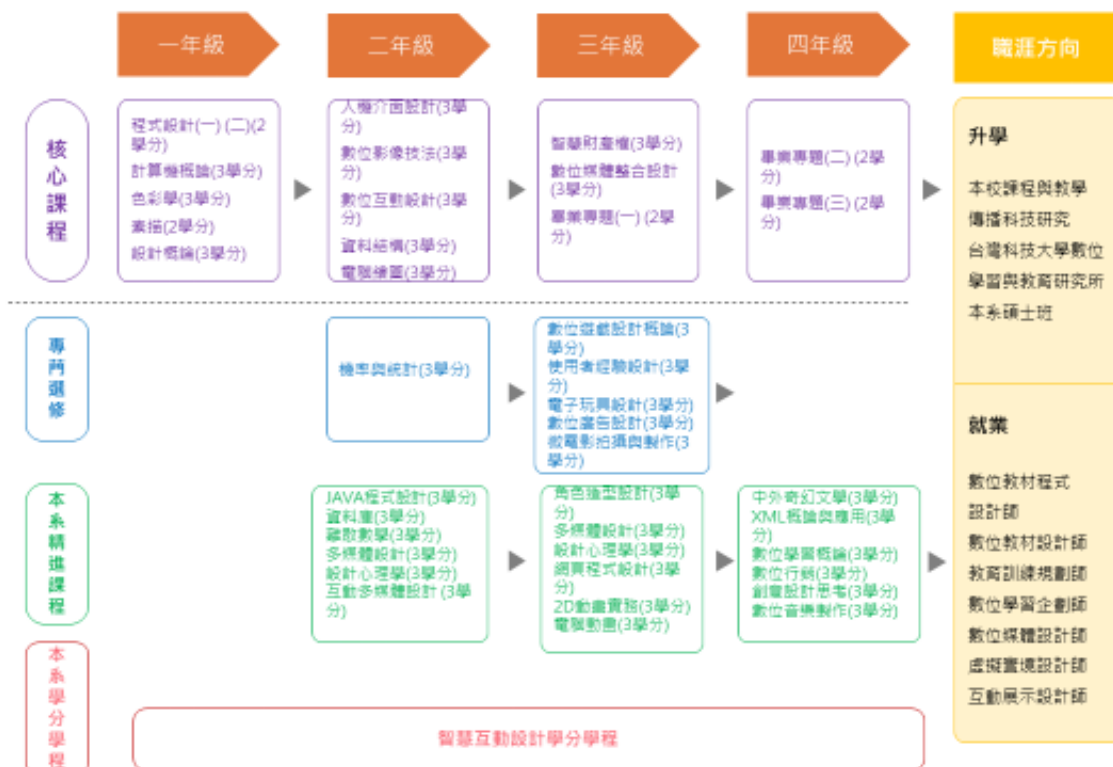 一年級
二年級
三年級
四年級
職涯方向
核
心
課
程
程式設計(一) (二)(2
學分)
計算機概論(3學分)
色彩學(3學分)
素描(2學分)
設計概論(3學分)
人機介面設計(3學
分)
數位影像技法(3學
分)
數位互動設計(3學
分)
資料結構(3學分)
電腦繪圖(3學分)
智慧財產權(3學分)
數位媒體整合設計
(3學分)
畢業專題(一) (2學
分)
畢業專題(二) (2學
分)
畢業專題(三) (2學
分)
升學
本校課程與教學
傳播科技研究
台灣科技大學數位
學習與教育研究所
本系碩士班
專
門
選
修
機率與統計(3學分)
數位遊戲設計概論(3
學分)
使用者經驗設計(3學
分)
電子玩具設計(3學分)
數位廣告設計(3學分)
微電影拍攝與製作(3
學分)
就業
數位教材程式
設計師
數位教材設計師
教育訓練規劃師
數位學習企劃師
數位媒體設計師
虛擬實境設計師
互動展示設計師
本
系
精
進
課
程
JAVA程式設計(3學分)
資料庫(3學分)
離散數學(3學分)
多媒體設計(3學分)
設計心理學(3學分)
互動多媒體設計 (3學
分)
角色造型設計(3學
分)
多媒體設計(3學分)
設計心理學(3學分)
網頁程式設計(3學
分)
2D動畫實務(3學分)
電腦動畫(3學分)
中外奇幻文學(3學分)
XML概論與應用(3學
分)
數位學習概論(3學分)
數位行銷(3學分)
創意設計思考(3學分)
數位音樂製作(3學分)
本
系
學
分
學
程
智慧互動設計學分學程